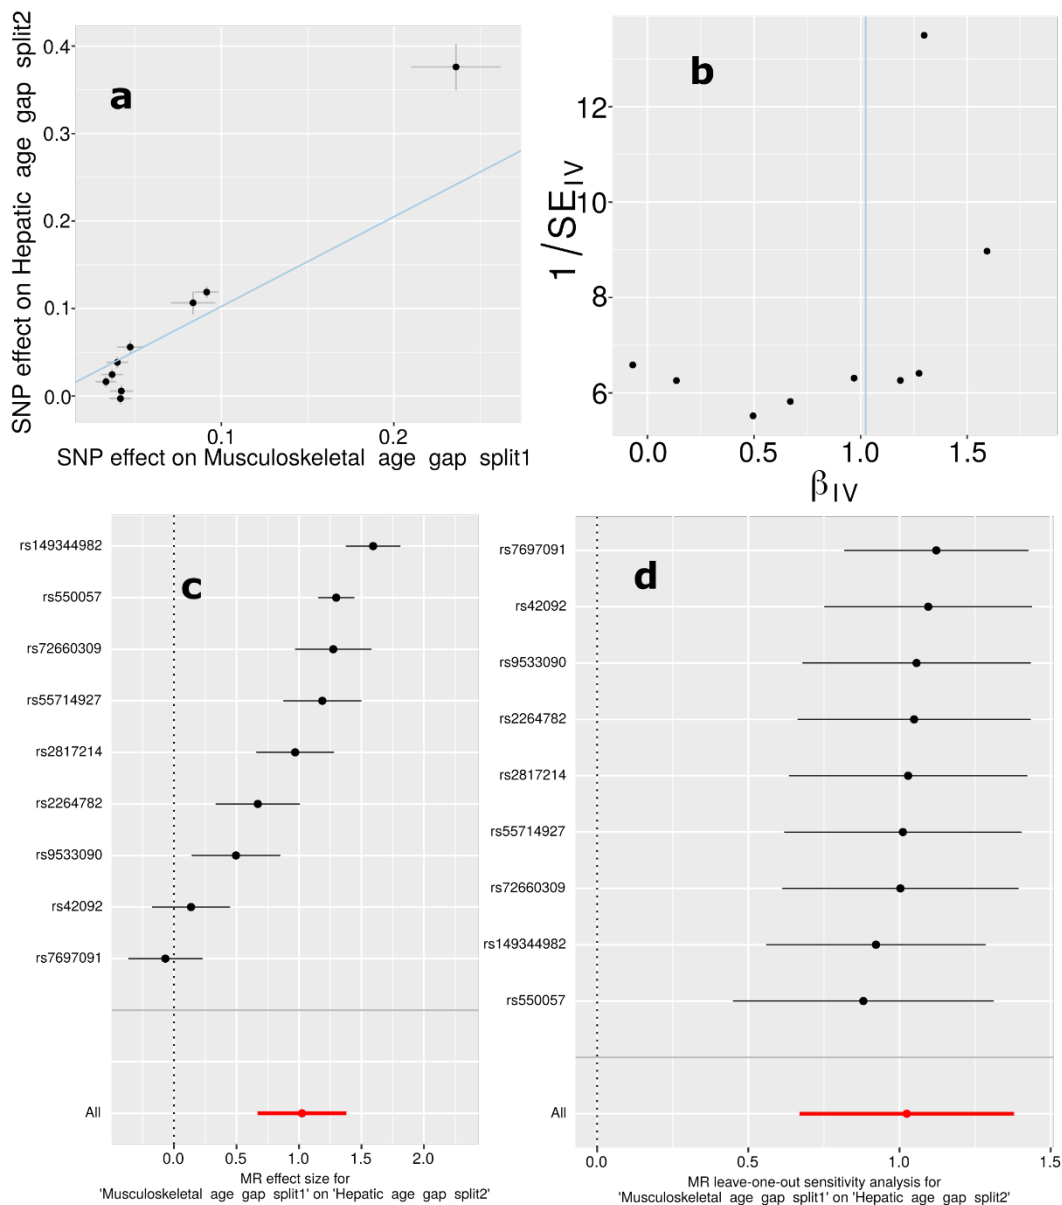 a
SNP effect on Hepatic age gap split2
0.4
0.3
0.2
0.1
0.0
0.1 0.2
SNP effect on Musculoskeletal age gap split1
b
1/SE_IV
12
10
8
6
0.0 0.5 1.0 1.5
β_IV
c
rs149344982
rs550057
rs72660309
rs55714927
rs2817214
rs2264782
rs9533090
rs42092
rs7697091
All
0.0 0.5 1.0 1.5 2.0
MR effect size for
'Musculoskeletal age gap split1' on 'Hepatic age gap split2'
d
rs7697091
rs42092
rs9533090
rs2264782
rs2817214
rs55714927
rs72660309
rs149344982
rs550057
All
0.0 0.5 1.0 1.5
MR leave-one-out sensitivity analysis for
'Musculoskeletal age gap split1' on 'Hepatic age gap split2'